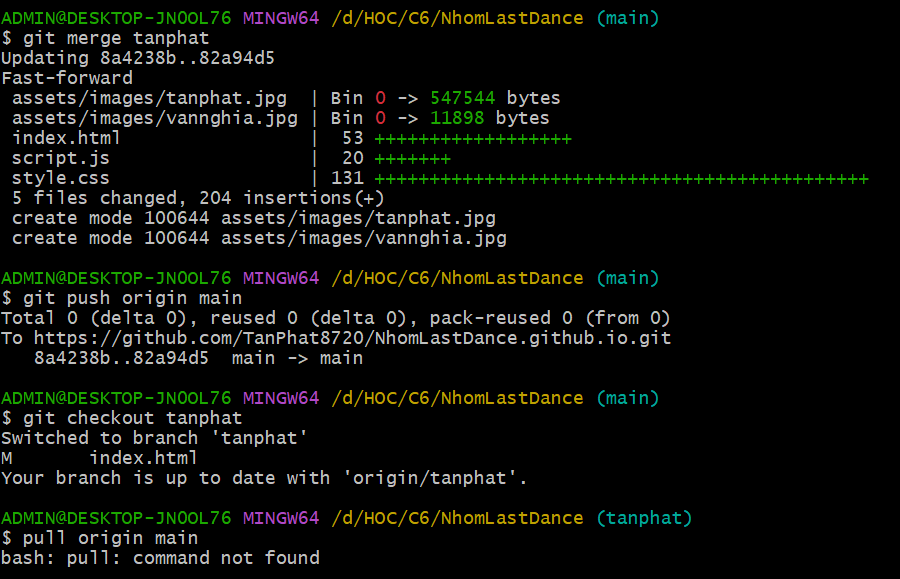 ADMIN@DESKTOP-JNOOL76 MINGW64 /d/HOC/C6/NhomLastDance (main)
$ git merge tanphat
Updating 8a4238b..82a94d5
Fast-forward
 assets/images/tanphat.jpg  | Bin 0 -> 547544 bytes
 assets/images/vannghia.jpg | Bin 0 -> 11898 bytes
 index.html                 |  53 ++++++++++++++++++
 script.js                  |  20 +++++++
 style.css                  | 131 +++++++++++++++++++++++++++++++++++++++++++++
 5 files changed, 204 insertions(+)
 create mode 100644 assets/images/tanphat.jpg
 create mode 100644 assets/images/vannghia.jpg
ADMIN@DESKTOP-JNOOL76 MINGW64 /d/HOC/C6/NhomLastDance (main)
$ git push origin main
Total 0 (delta 0), reused 0 (delta 0), pack-reused 0 (from 0)
To https://github.com/TanPhat8720/NhomLastDance.github.io.git
   8a4238b..82a94d5  main -> main
ADMIN@DESKTOP-JNOOL76 MINGW64 /d/HOC/C6/NhomLastDance (main)
$ git checkout tanphat
Switched to branch 'tanphat'
M       index.html
Your branch is up to date with 'origin/tanphat'.
ADMIN@DESKTOP-JNOOL76 MINGW64 /d/HOC/C6/NhomLastDance (tanphat)
$ pull origin main
bash: pull: command not found